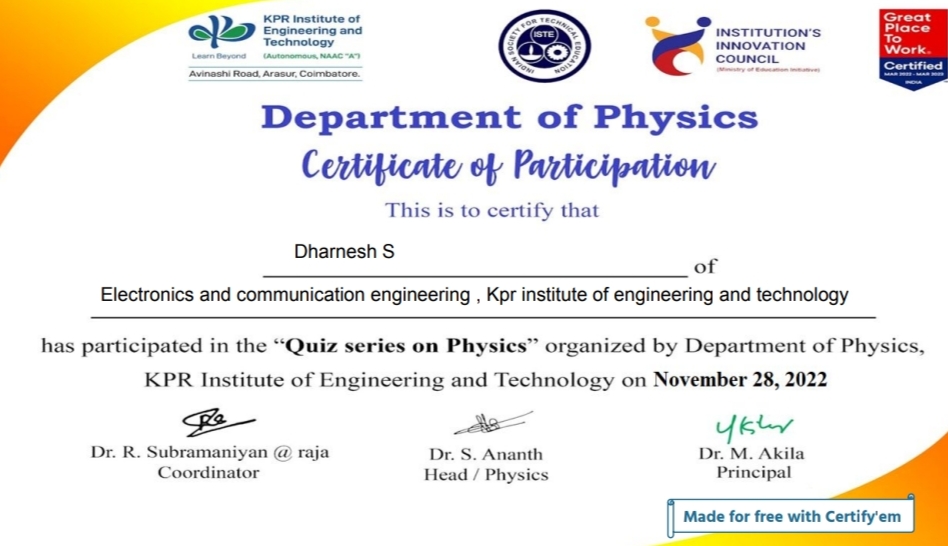 KPR Institute of
Engineering and
Technology
Learn Beyond (Autonomous, NAAC "A")
Avinashi Road, Arasur, Coimbatore.
INDIAN SOCIETY FOR TECHNICAL EDUCATION
ISTE
INSTITUTION'S
INNOVATION
COUNCIL
(Ministry of Education Initiative)
Great
Place
To
Work.
Certified
MAR 2022 - MAR 2023
INDIA
Department of Physics
Certificate of Participation
This is to certify that
Dharnesh S
of
Electronics and communication engineering , Kpr institute of engineering and technology
has participated in the “Quiz series on Physics” organized by Department of Physics,
KPR Institute of Engineering and Technology on November 28, 2022
Dr. R. Subramaniyan @ raja
Coordinator
Dr. S. Ananth
Head / Physics
Dr. M. Akila
Principal
Made for free with Certify'em